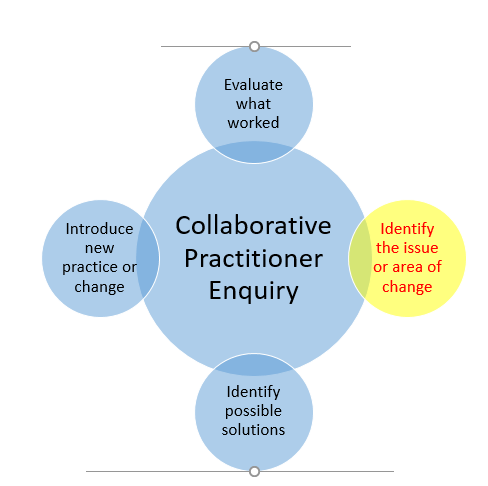 Evaluate
what
worked
Introduce
new
practice or
change
Collaborative
Practitioner
Enquiry
Identify
the issue
or area of
change
Identify
possible
solutions